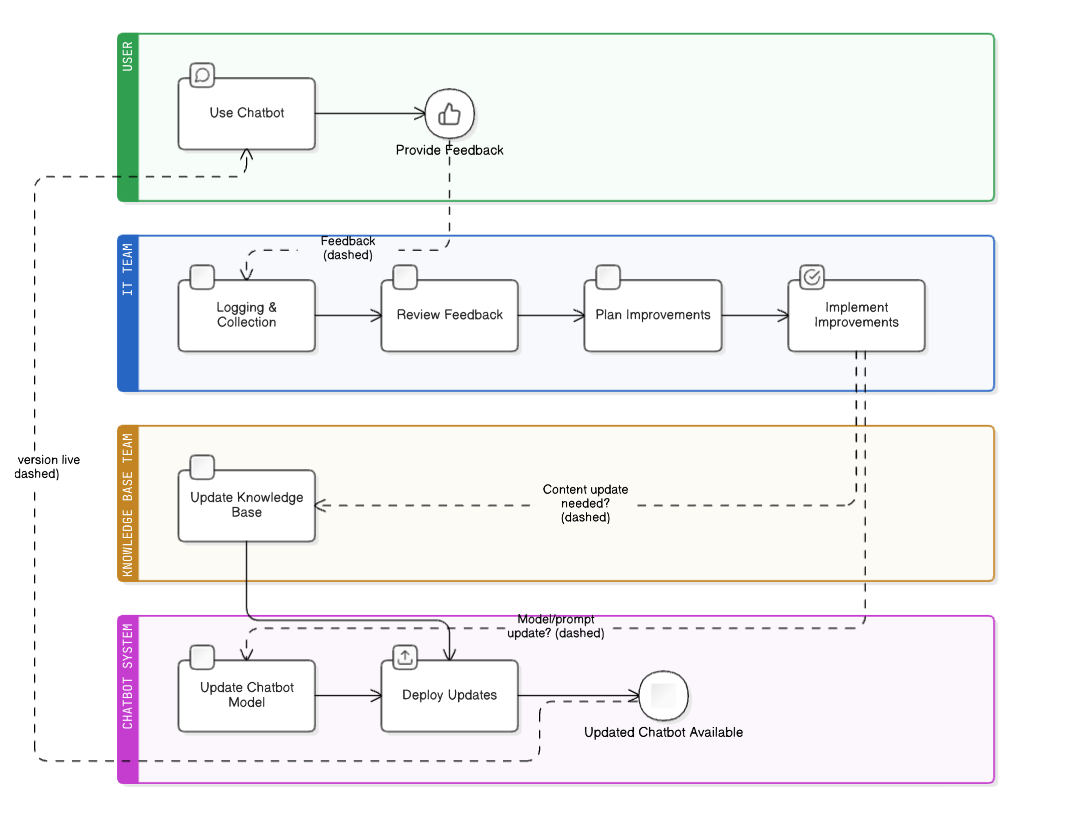 USER
Use Chatbot
Provide Feedback
IT TEAM
Feedback
(dashed)
Logging &
Collection
Review Feedback
Plan Improvements
Implement
Improvements
KNOWLEDGE BASE TEAM
version live
dashed)
Update Knowledge
Base
Content update
needed?
(dashed)
CHATBOT SYSTEM
Model/prompt
update? (dashed)
Update Chatbot
Model
Deploy Updates
Updated Chatbot Available